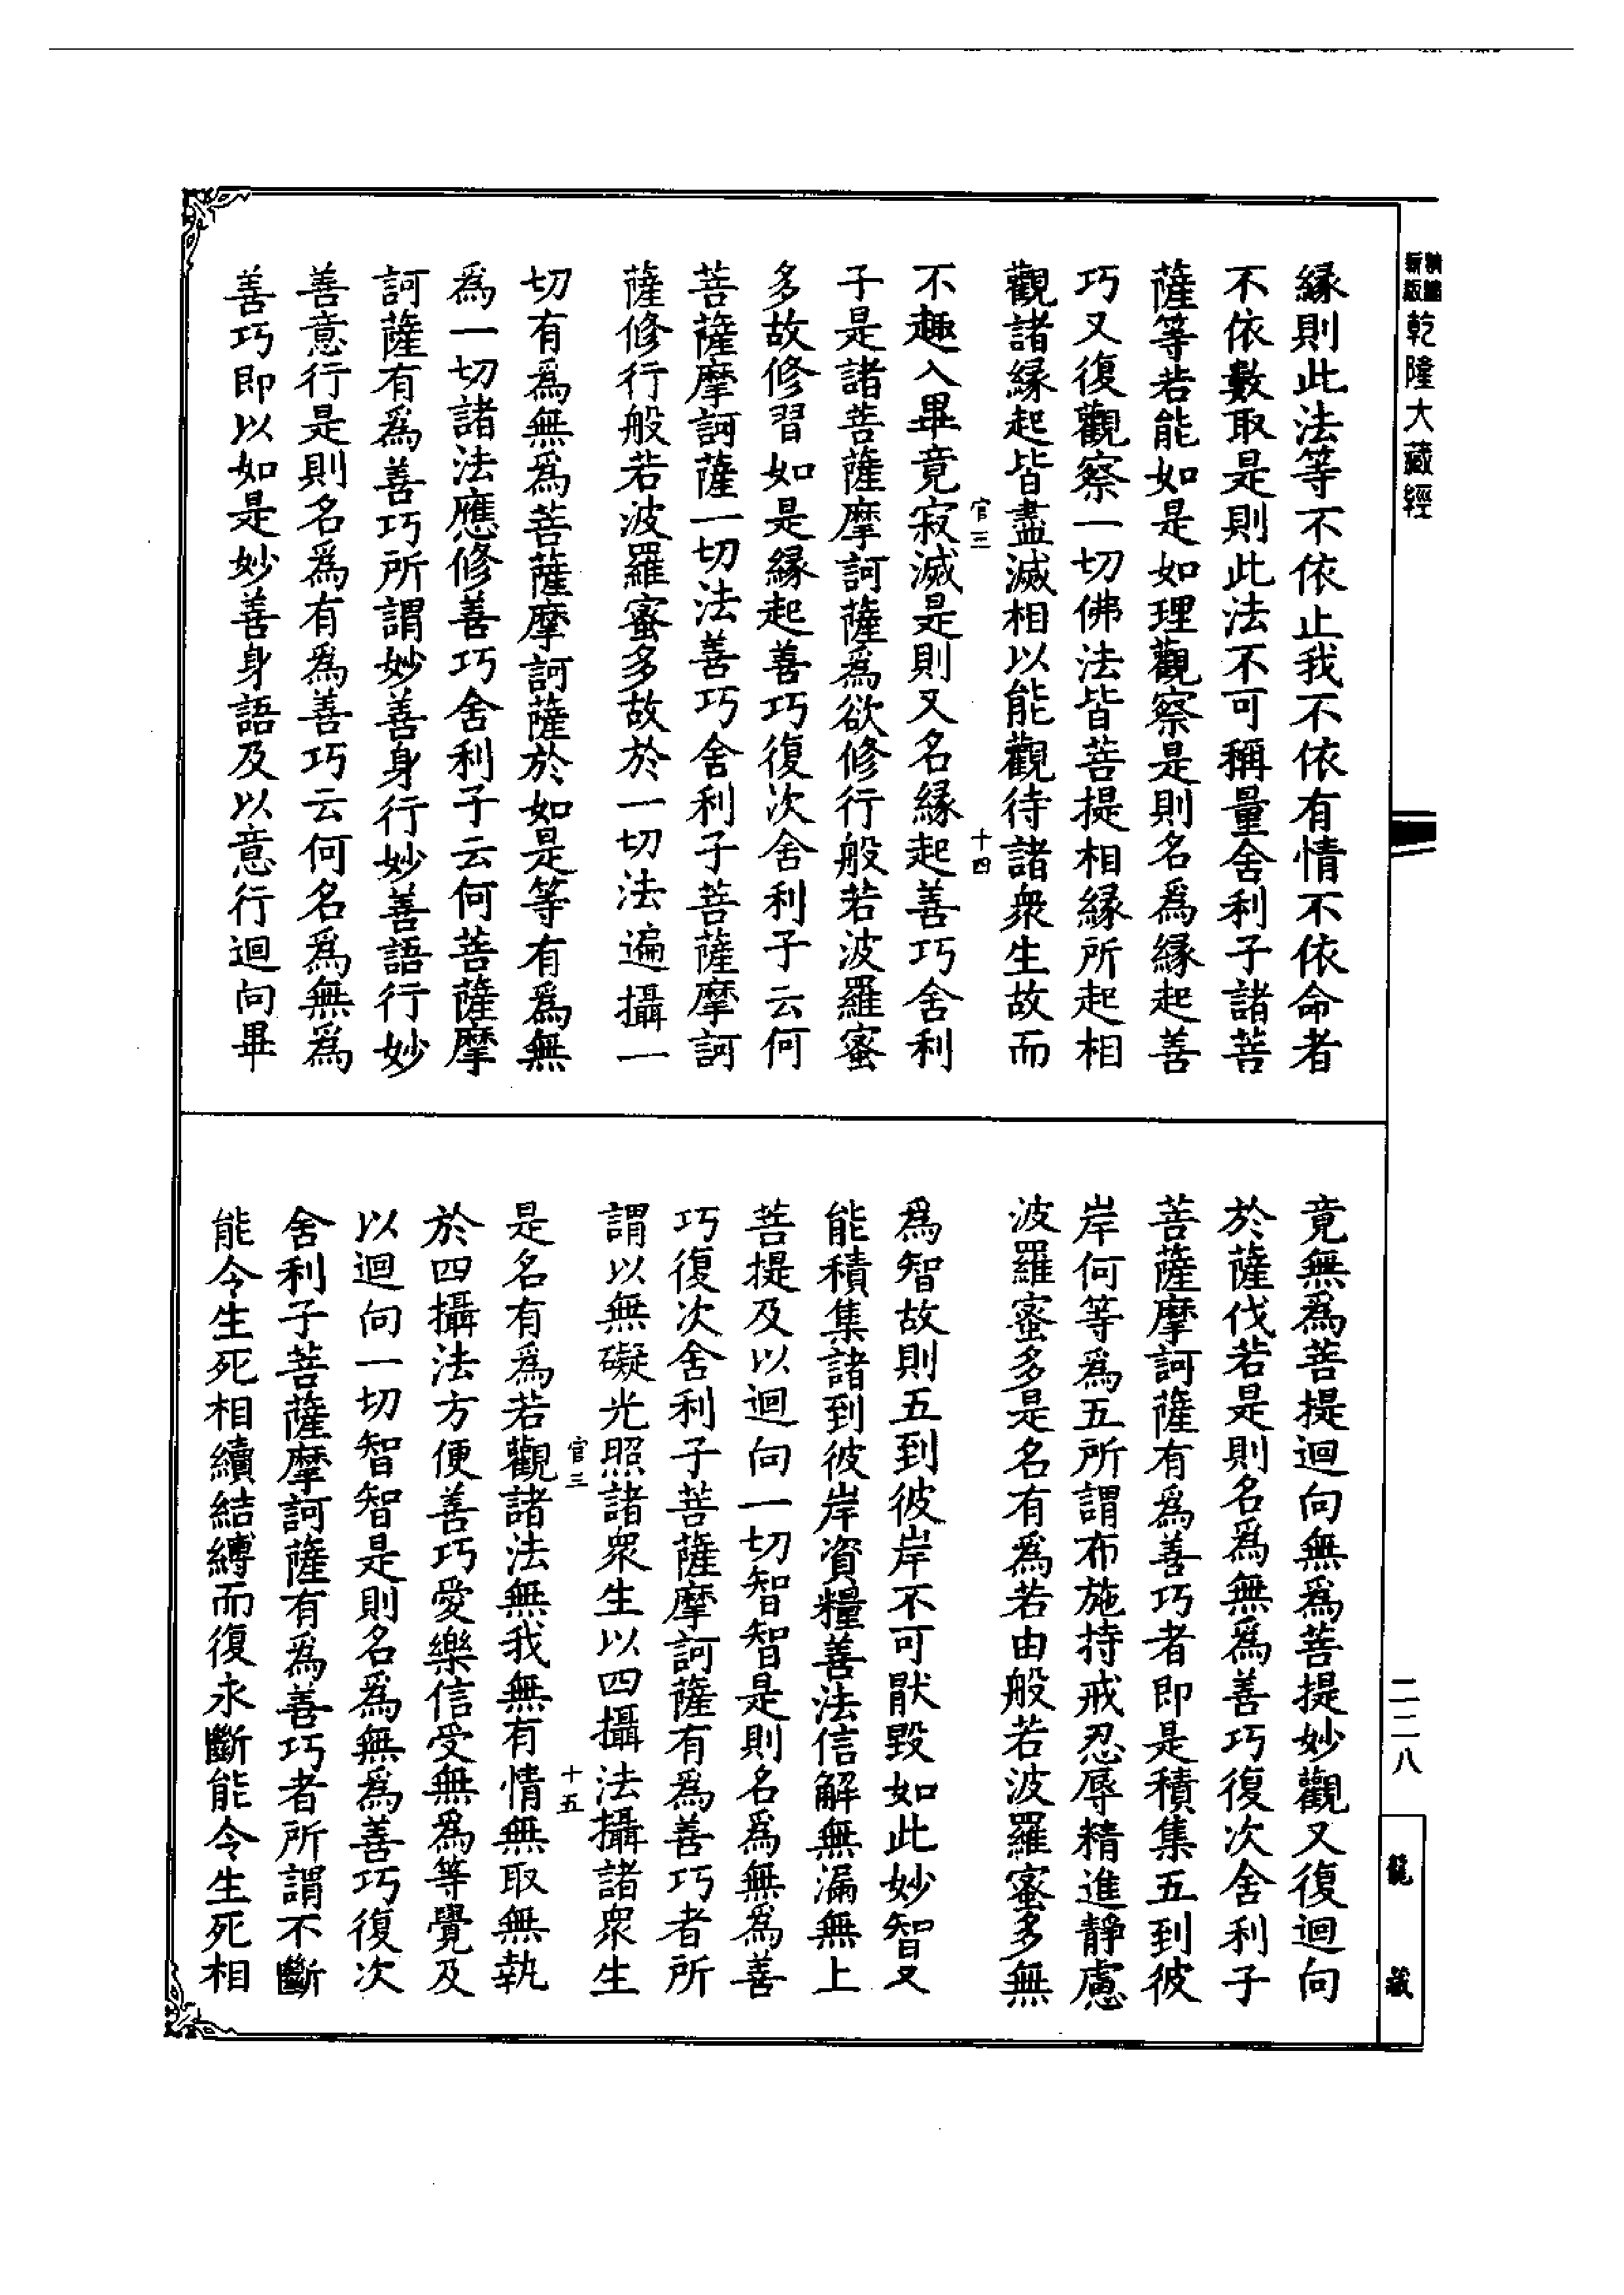 新版
乾隆大藏經
縁則此法等不依止我不依有情不依命者
不依數取是則此法不可稱量舍利子諸菩
薩等若能如是如理觀察是則名爲緣起善
巧又復觀察一切佛法皆菩提相緣所起相
觀諸緣起皆盡滅相以能觀待諸衆生故而
官三 十四
不趣入畢竟寂滅是則又名緣起善巧舍利
子是諸菩薩摩訶薩爲欲修行般若波羅蜜
多故修習如是緣起善巧復次舍利子云何
菩薩摩訶薩一切法善巧舍利子菩薩摩訶
薩修行般若波羅蜜多故於一切法遍攝一
切有爲無爲菩薩摩訶薩於如是等有爲無
爲一切諸法應修善巧舍利子云何菩薩摩
訶薩有爲善巧所謂妙善身行妙善語行妙
善意行是則名爲有爲善巧云何名爲無爲
善巧即以如是妙善身語及以意行迴向畢
竟無爲菩提迴向無爲菩提妙觀又復迴向
於薩伐若是則名爲無爲善巧復次舍利子
菩薩摩訶薩有爲善巧者即是積集五到彼
岸何等爲五所謂布施持戒忍辱精進靜慮
波羅蜜多是名有爲若由般若波羅蜜多無
爲智故則五到彼岸不可猒毀如此妙智又
能積集諸到彼岸資糧善法信解無漏無上
菩提及以迴向一切智智是則名爲無爲善
巧復次舍利子菩薩摩訶薩有爲善巧者所
謂以無礙光照諸衆生以四攝法攝諸衆生
官三 十五
是名有爲若觀諸法無我無有情無取無執
於四攝法方便善巧愛樂信受無爲等覺及
以迴向一切智智是則名爲無爲善巧復次
舍利子菩薩摩訶薩有爲善巧者所謂不斷
能令生死相續結縛而復永斷能令生死相
二二八
龍藏